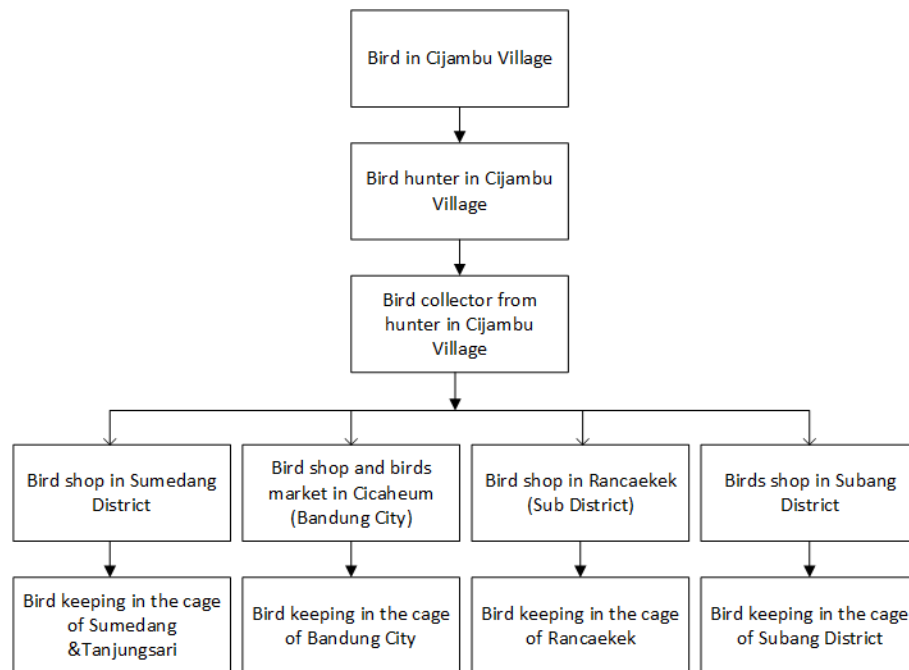 Bird in Cijambu Village
Bird hunter in Cijambu
Village
Bird collector from
hunter in Cijambu
Village
Bird shop in Sumedang
District
Bird shop and birds
market in Cicaheum
(Bandung City)
Bird shop in Rancaekek
(Sub District)
Birds shop in Subang
District
Bird keeping in the cage
of Sumedang
&Tanjungsari
Bird keeping in the cage
of Bandung City
Bird keeping in the cage
of Rancaekek
Bird keeping in the cage
of Subang District